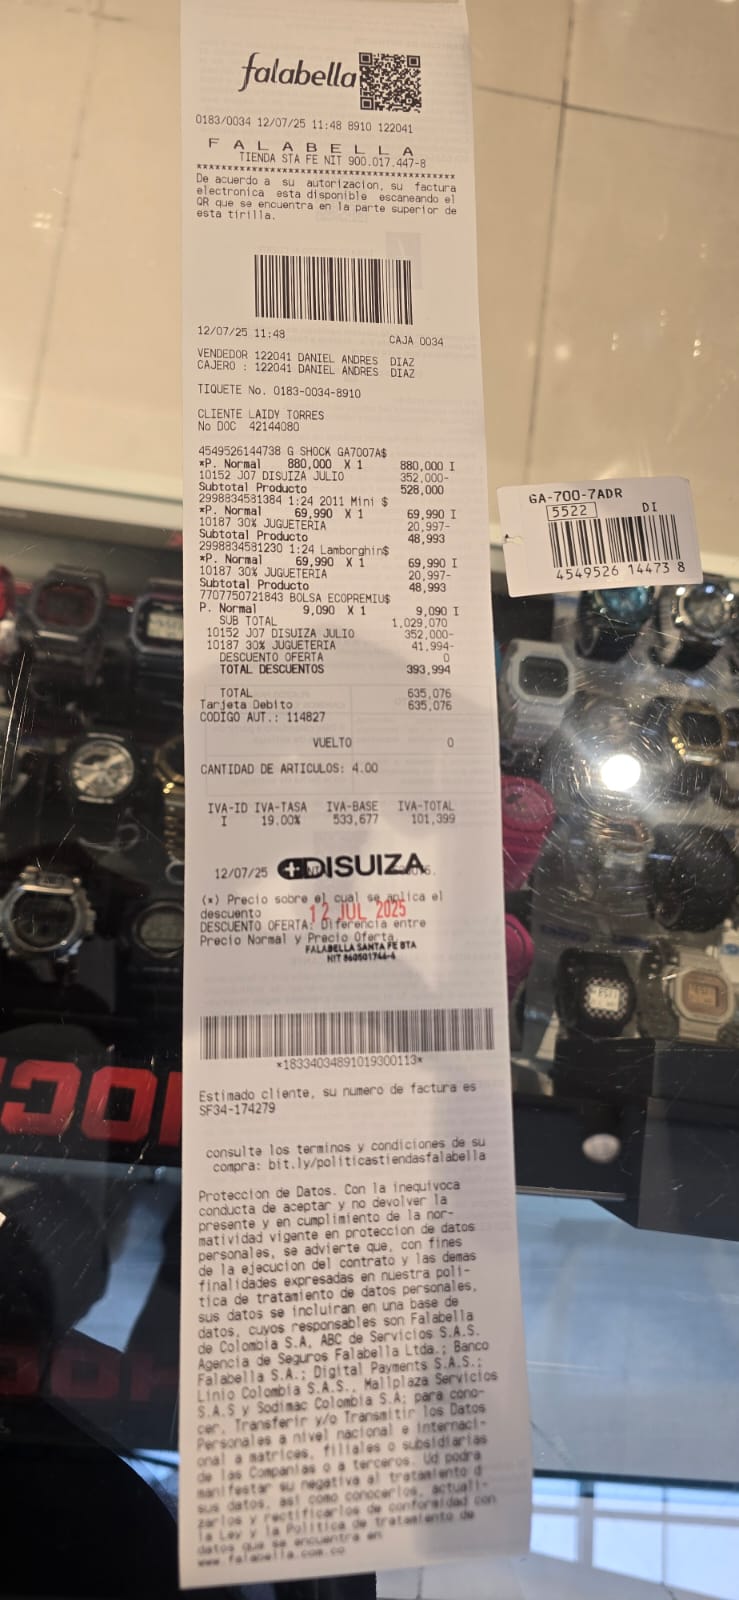 falabella
0183/0034 12/07/25 11:48 8910 122041
F A L A B E L L A
TIENDA STA FE NIT 900.017.447-8
De acuerdo a su autorizacion, su factura
electronica esta disponible escaneando el
QR que se encuentra en la parte superior de
esta tirilla.
12/07/25 11:48 CAJA 0034
VENDEDOR 122041 DANIEL ANDRES DIAZ
CAJERO : 122041 DANIEL ANDRES DIAZ
TIQUETE No. 0183-0034-8910
CLIENTE LAIDY TORRES
No DOC 42144080
4549526144738 G SHOCK GA7007A$
*P. Normal 880,000 X 1 880,000 I
10152 J07 DISUIZA JULIO 352,000-
Subtotal Producto 528,000
2998834581384 1:24 2011 Mini $
*P. Normal 69,990 X 1 69,990 I
10187 30% JUGUETERIA 20,997-
Subtotal Producto 48,993
2998834581230 1:24 Lamborghin$
*P. Normal 69,990 X 1 69,990 I
10187 30% JUGUETERIA 20,997-
Subtotal Producto 48,993
7707750721843 BOLSA ECOPREMIU$
P. Normal 9,090 X 1 9,090 I
SUB TOTAL 1,029,070
10152 J07 DISUIZA JULIO 352,000-
10187 30% JUGUETERIA 41,994-
DESCUENTO OFERTA 0
TOTAL DESCUENTOS 393,994
TOTAL 635,076
Tarjeta Debito 635,076
CODIGO AUT.: 114827
VUELTO 0
CANTIDAD DE ARTICULOS: 4.00
IVA-ID IVA-TASA IVA-BASE IVA-TOTAL
I 19.00% 533,677 101,399
12/07/25 DISUIZA
(*) Precio sobre el cual se aplica el
descuento 12 JUL 2025
DESCUENTO OFERTA: Diferencia entre
Precio Normal y Precio Oferta
FALABELLA SANTA FE BTA
NIT 860501744-4
*18334034891019300113*
Estimado cliente, su numero de factura es
SF34-174279
consulte los terminos y condiciones de su
compra: bit.ly/politicastiendasfalabella
Proteccion de Datos. Con la inequivoca
conducta de aceptar y no devolver la
presente y en cumplimiento de la nor-
matividad vigente en proteccion de datos
personales, se advierte que, con fines
de la ejecucion del contrato y las demas
finalidades expresadas en nuestra poli-
tica de tratamiento de datos personales,
sus datos se incluiran en una base de
datos, cuyos responsables son Falabella
de Colombia S.A, ABC de Servicios S.A.S.
Agencia de Seguros Falabella Ltda.; Banco
Falabella S.A.; Digital Payments S.A.S.;
Linio Colombia S.A.S., Mallplaza Servicios
S.A.S y Sodimac Colombia S.A; para cono-
cer, Transferir y/o Transmitir los Datos
Personales a nivel nacional e internaci-
onal a matrices, filiales o subsidiarias
de las Companias o a terceros. Ud podra
manifestar su negativa al tratamiento d
sus datos, asi como conocerlos, actuali-
zarlos y rectificarlos de conformidad con
la Ley y la Politica de tratamiento de
datos que se encuentra en
www.falabella.com.co
GA-700-7ADR
5522 DI
4549526 14473 8